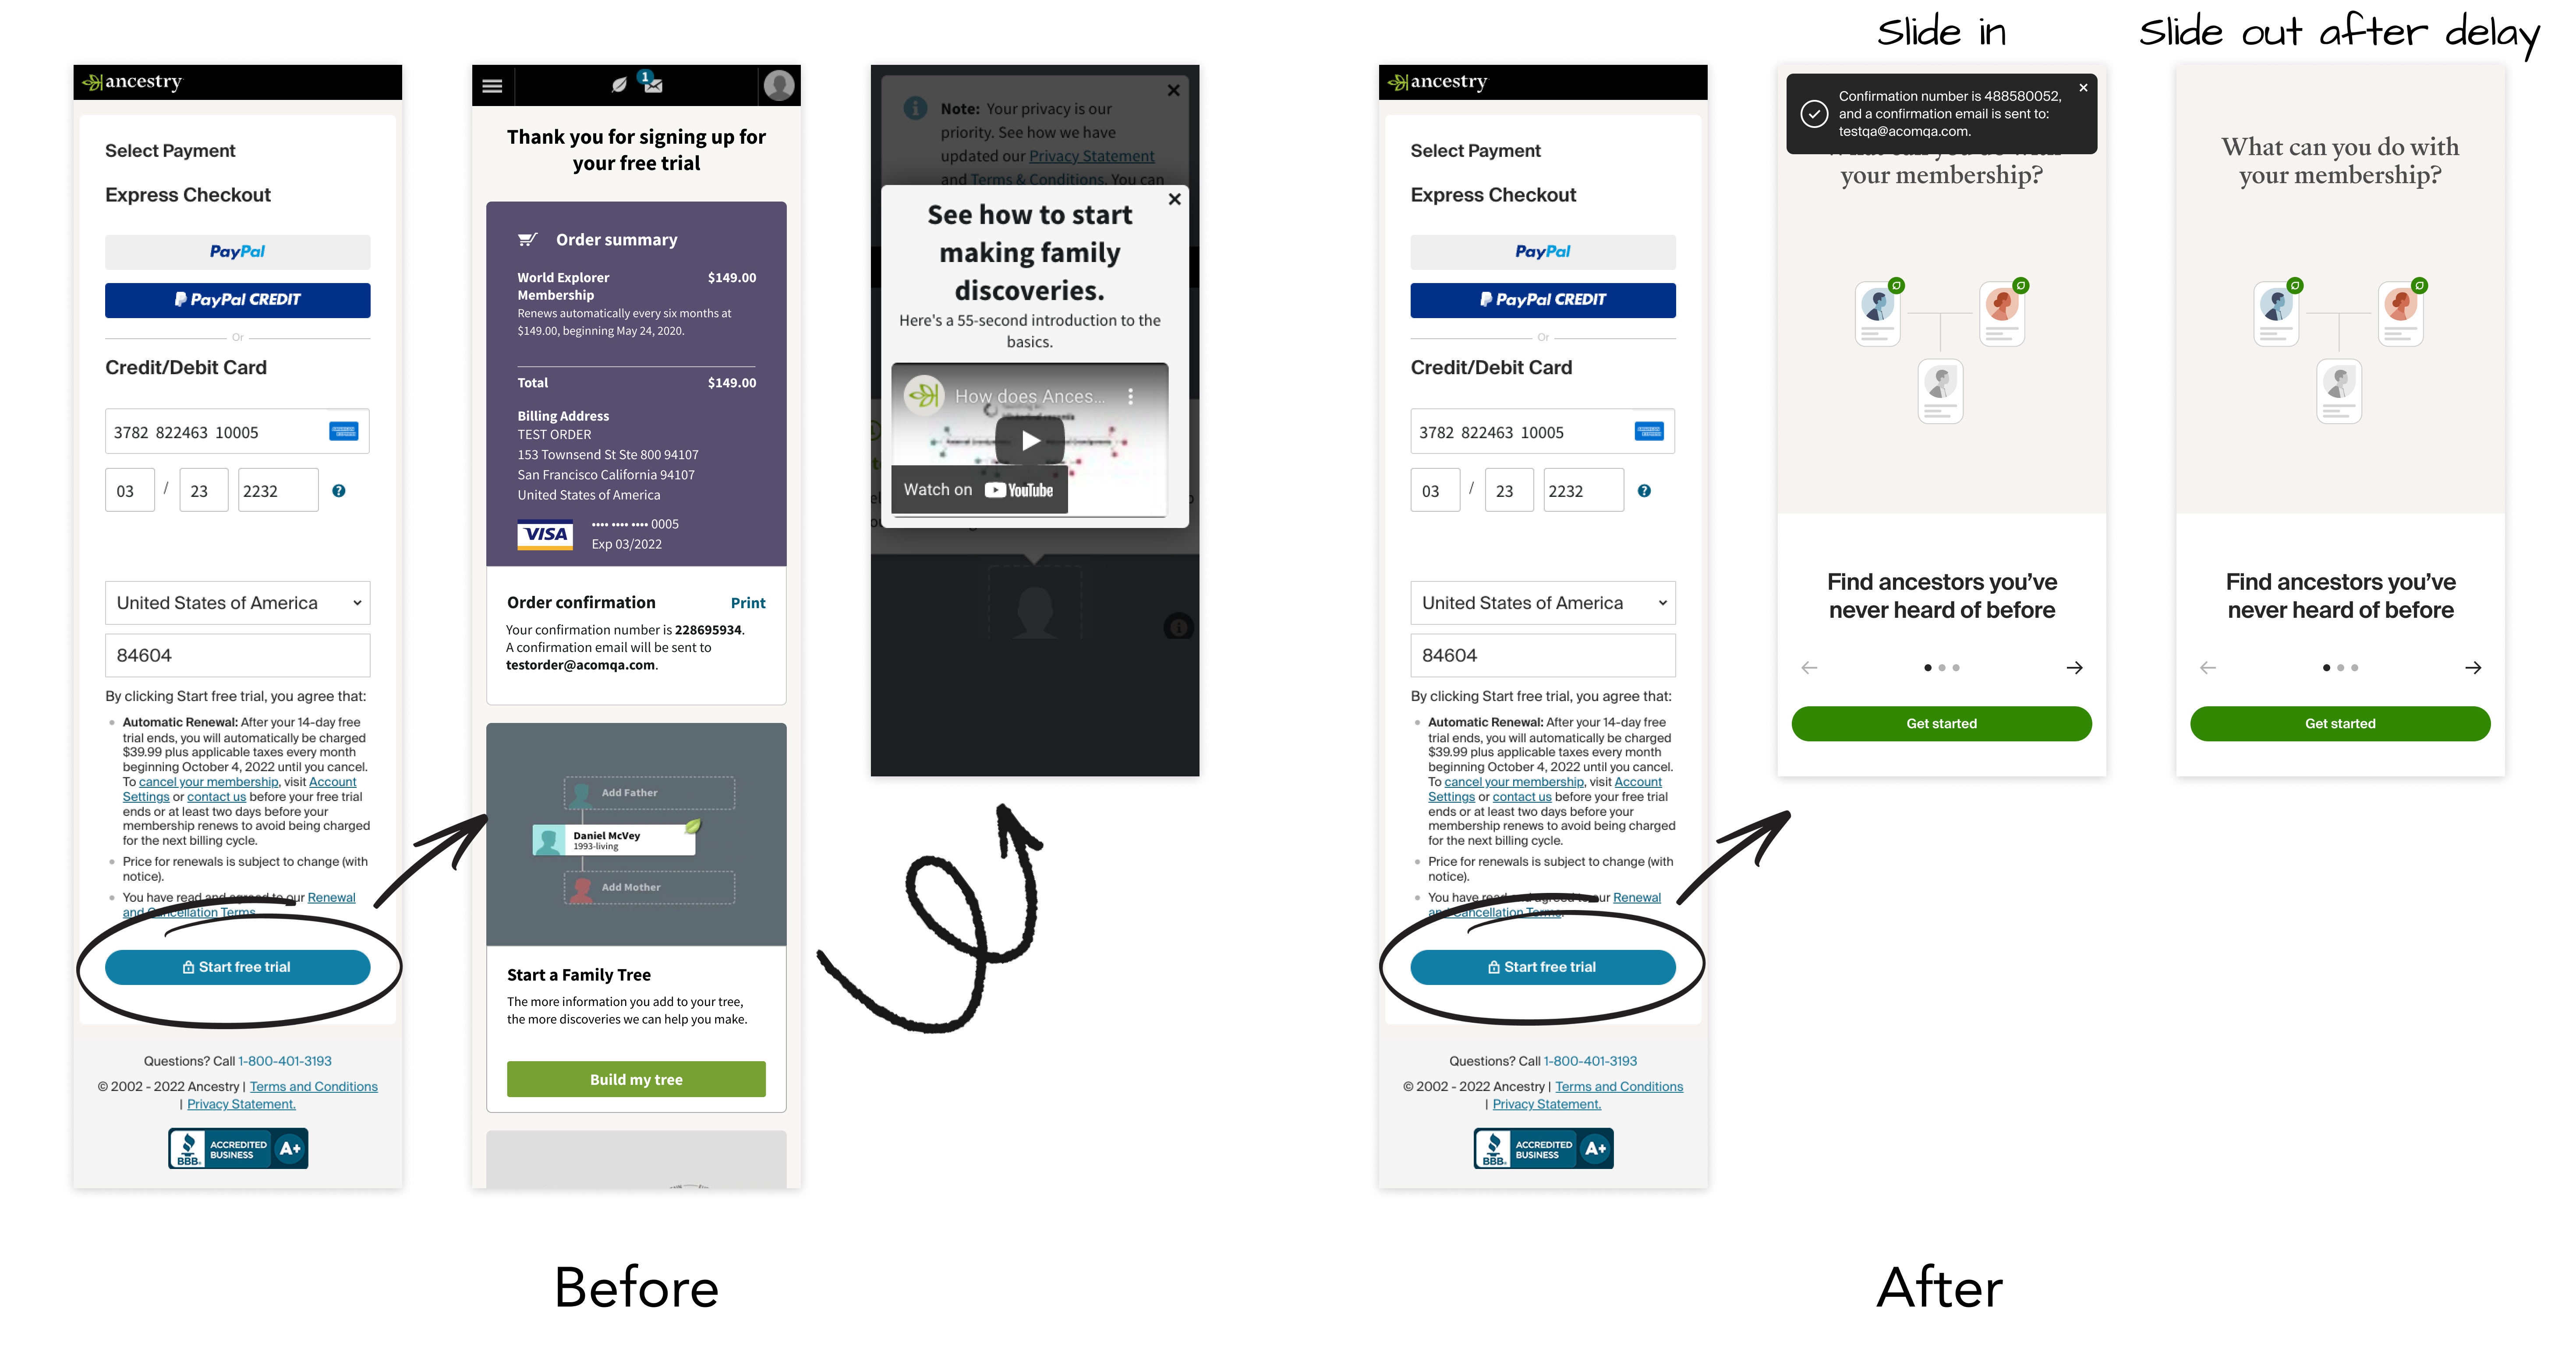 Slide in
Slide out after delay
ancestry
Select Payment
Express Checkout
PayPal
PayPal CREDIT
Or
Credit/Debit Card
3782 822463 10005
03 / 23 2232
United States of America
84604
By clicking Start free trial, you agree that:
Automatic Renewal: After your 14-day free
trial ends, you will automatically be charged
$39.99 plus applicable taxes every month
beginning October 4, 2022 until you cancel.
To cancel your membership, visit Account
Settings or contact us before your free trial
ends or at least two days before your
membership renews to avoid being charged
for the next billing cycle.
Price for renewals is subject to change (with
notice).
You have read and agreed to our Renewal
and Cancellation Terms.
Start free trial
Questions? Call 1-800-401-3193
© 2002 - 2022 Ancestry | Terms and Conditions
| Privacy Statement.
BBB. ACCREDITED BUSINESS A+
1
Thank you for signing up for
your free trial
Order summary
World Explorer
Membership
$149.00
Renews automatically every six months at
$149.00, beginning May 24, 2020.
Total $149.00
Billing Address
TEST ORDER
153 Townsend St Ste 800 94107
San Francisco California 94107
United States of America
VISA
•••• •••• •••• 0005
Exp 03/2022
Order confirmation Print
Your confirmation number is 228695934.
A confirmation email will be sent to
testorder@acomqa.com.
Add Father
Daniel McVey
1993-living
Add Mother
Start a Family Tree
The more information you add to your tree,
the more discoveries we can help you make.
Build my tree
Note: Your privacy is our
priority. See how we have
updated our Privacy Statement
and Terms & Conditions. You can
See how to start
making family
discoveries.
Here's a 55-second introduction to the
basics.
How does Ances...
Watch on YouTube
Before
ancestry
Select Payment
Express Checkout
PayPal
PayPal CREDIT
Or
Credit/Debit Card
3782 822463 10005
03 / 23 2232
United States of America
84604
By clicking Start free trial, you agree that:
Automatic Renewal: After your 14-day free
trial ends, you will automatically be charged
$39.99 plus applicable taxes every month
beginning October 4, 2022 until you cancel.
To cancel your membership, visit Account
Settings or contact us before your free trial
ends or at least two days before your
membership renews to avoid being charged
for the next billing cycle.
Price for renewals is subject to change (with
notice).
You have read and agreed to our Renewal
and Cancellation Terms.
Start free trial
Questions? Call 1-800-401-3193
© 2002 - 2022 Ancestry | Terms and Conditions
| Privacy Statement.
BBB. ACCREDITED BUSINESS A+
Confirmation number is 488580052,
and a confirmation email is sent to:
testqa@acomqa.com.
What can you do with
your membership?
Find ancestors you've
never heard of before
Get started
What can you do with
your membership?
Find ancestors you've
never heard of before
Get started
After